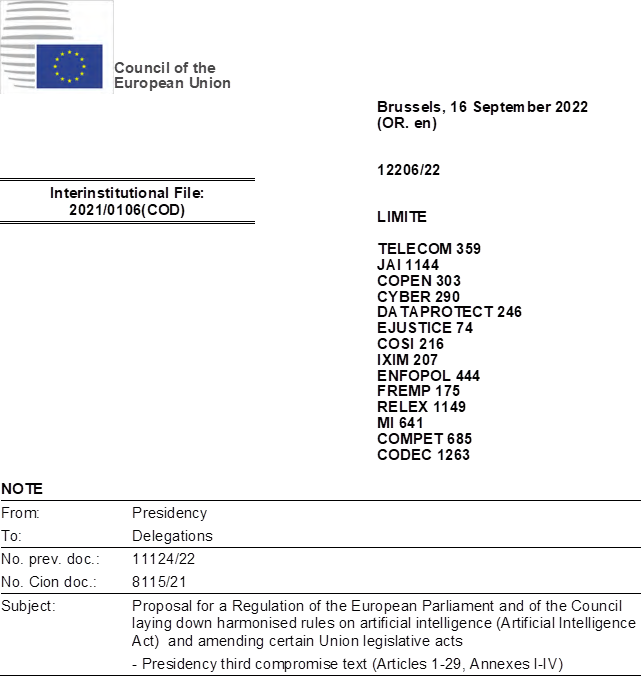 Council of the
European Union
Brussels, 16 September 2022
(OR. en)
12206/22
Interinstitutional File:
2021/0106(COD)
LIMITE
TELECOM 359
JAI 1144
COPEN 303
CYBER 290
DATAPROTECT 246
EJUSTICE 74
COSI 216
IXIM 207
ENFOPOL 444
FREMP 175
RELEX 1149
MI 641
COMPET 685
CODEC 1263
NOTE
From: Presidency
To: Delegations
No. prev. doc.: 11124/22
No. Cion doc.: 8115/21
Subject: Proposal for a Regulation of the European Parliament and of the Council
laying down harmonised rules on artificial intelligence (Artificial Intelligence
Act) and amending certain Union legislative acts
- Presidency third compromise text (Articles 1-29, Annexes I-IV)